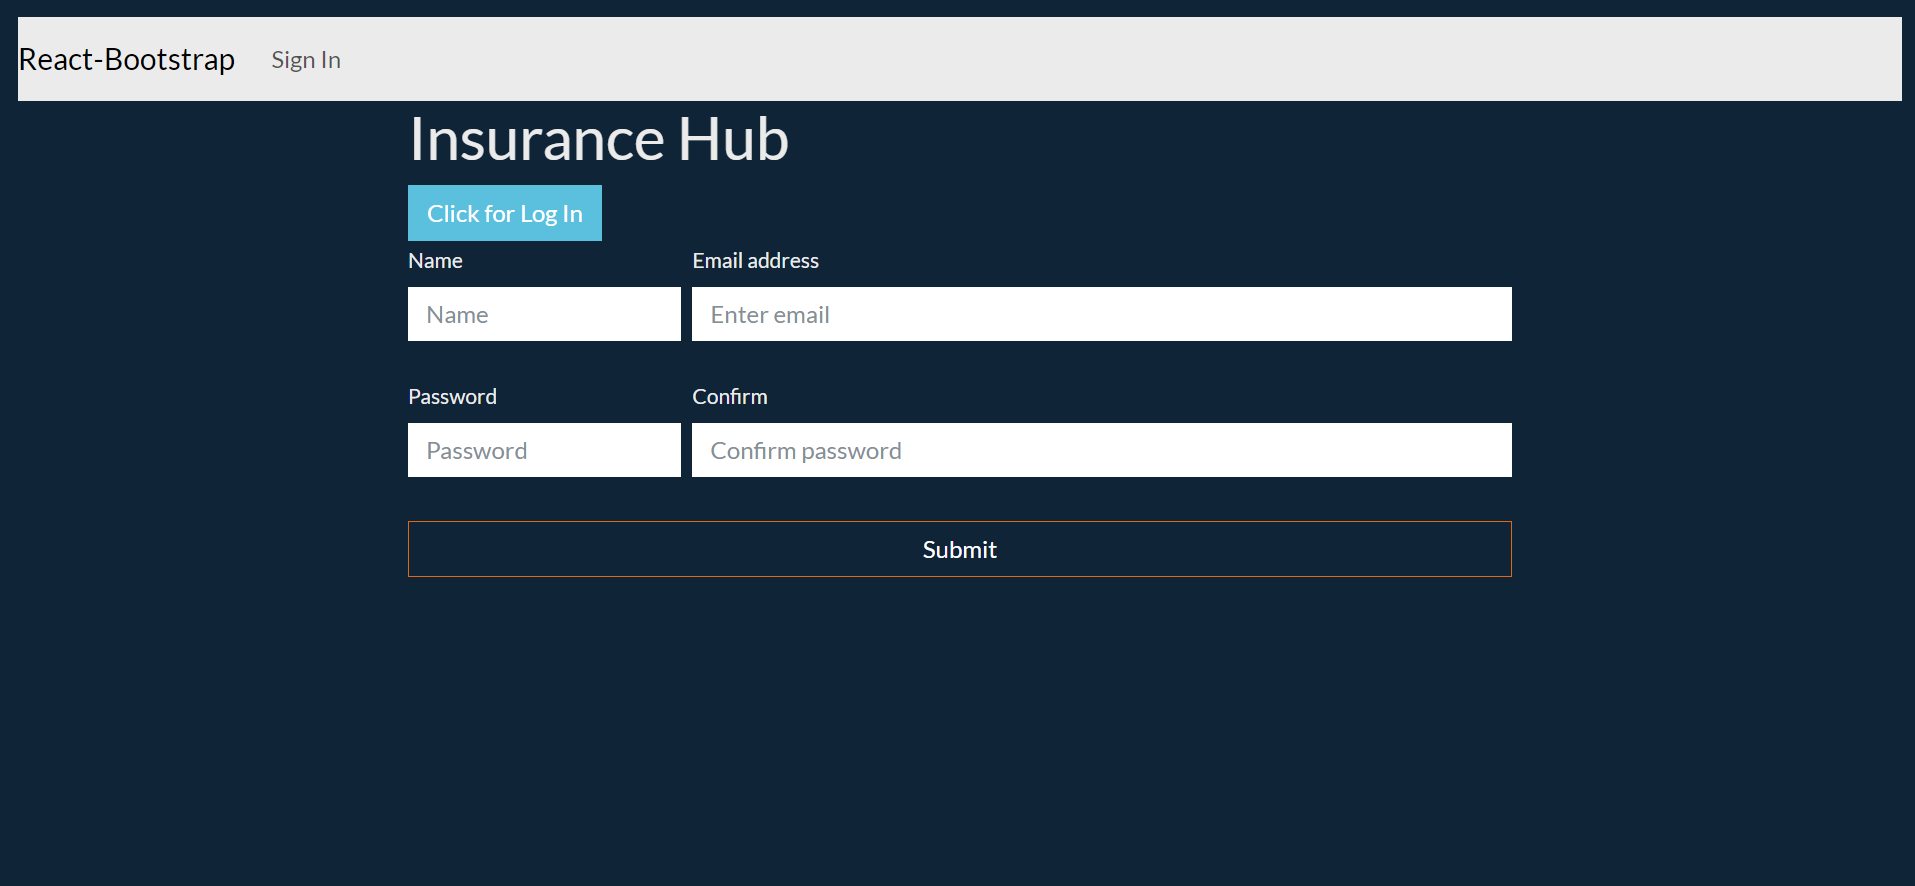 React-Bootstrap Sign In
Insurance Hub
Click for Log In
Name Email address
Name Enter email
Password Confirm
Password Confirm password
Submit